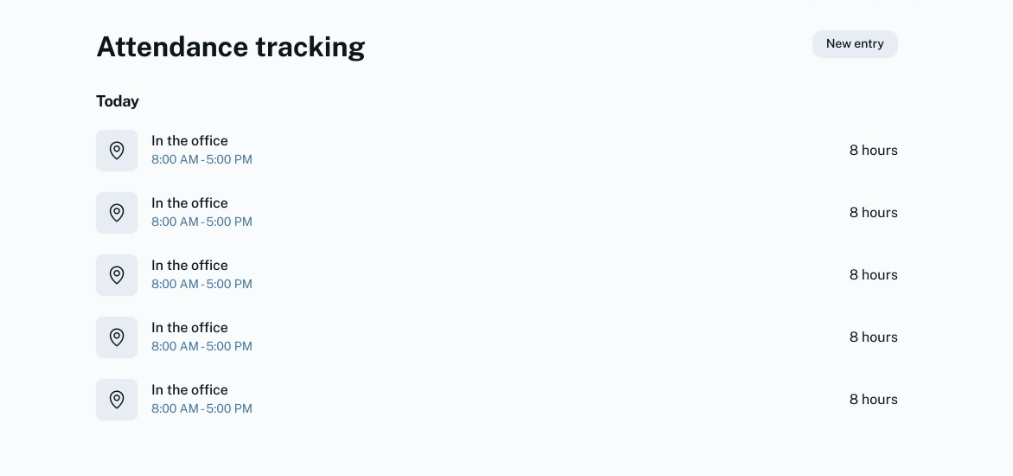 Attendance tracking
New entry
Today
In the office
8:00 AM - 5:00 PM
8 hours
In the office
8:00 AM - 5:00 PM
8 hours
In the office
8:00 AM - 5:00 PM
8 hours
In the office
8:00 AM - 5:00 PM
8 hours
In the office
8:00 AM - 5:00 PM
8 hours